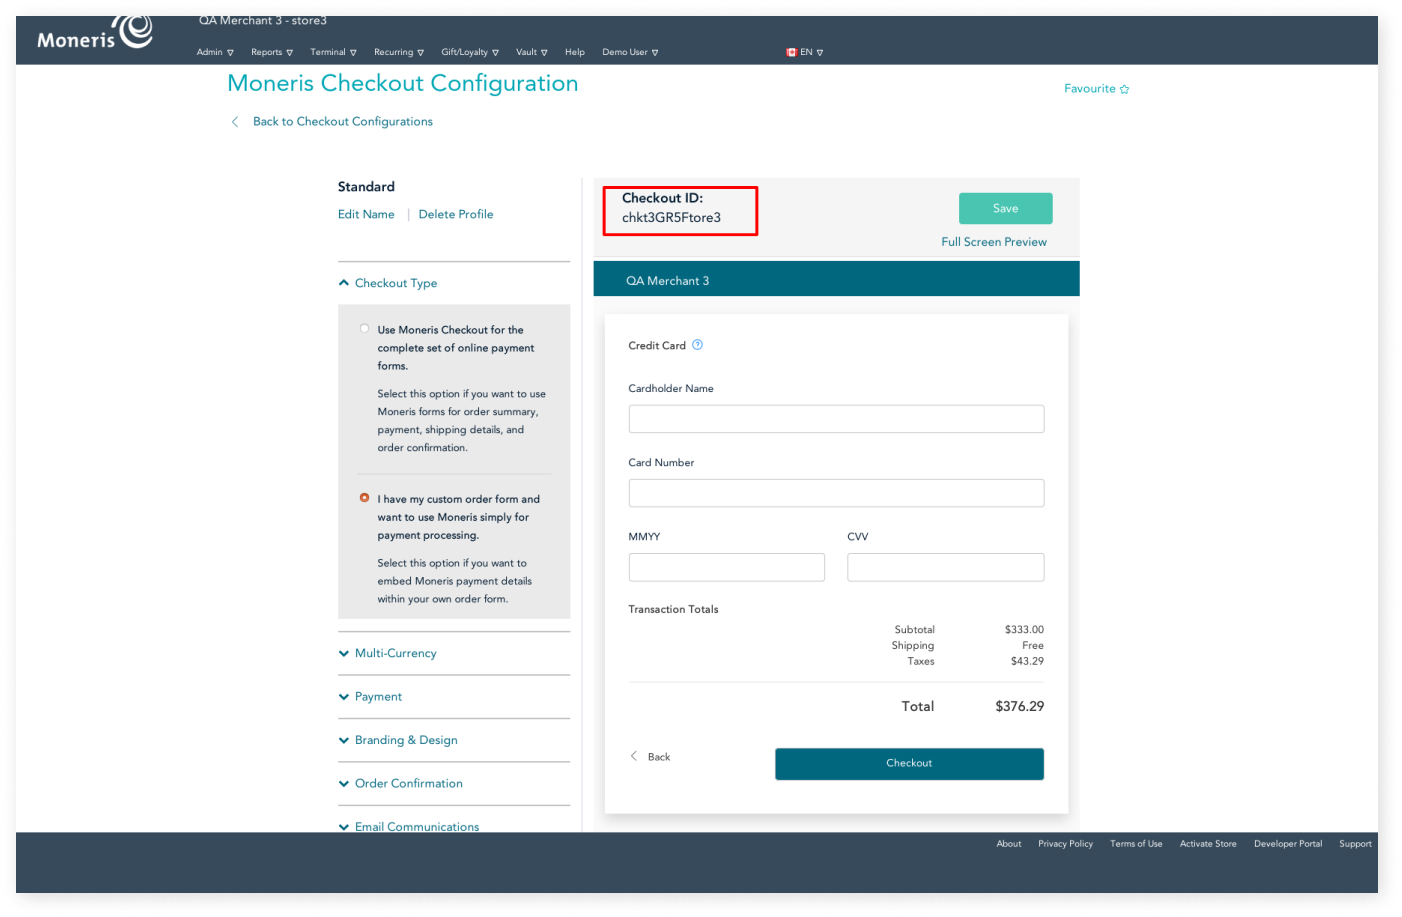 QA Merchant 3 - store3
Moneris
Admin Reports Terminal Recurring Gift/Loyalty Vault Help Demo User EN
Moneris Checkout Configuration
Favourite
Back to Checkout Configurations
Standard
Edit Name | Delete Profile
Checkout Type
Use Moneris Checkout for the
complete set of online payment
forms.
Select this option if you want to use
Moneris forms for order summary,
payment, shipping details, and
order confirmation.
I have my custom order form and
want to use Moneris simply for
payment processing.
Select this option if you want to
embed Moneris payment details
within your own order form.
Multi-Currency
Payment
Branding & Design
Order Confirmation
Email Communications
Checkout ID:
chkt3GR5Ftore3
Save
Full Screen Preview
QA Merchant 3
Credit Card ?
Cardholder Name
Card Number
MMYY CVV
Transaction Totals
Subtotal $333.00
Shipping Free
Taxes $43.29
Total $376.29
Back Checkout
About Privacy Policy Terms of Use Activate Store Developer Portal Support